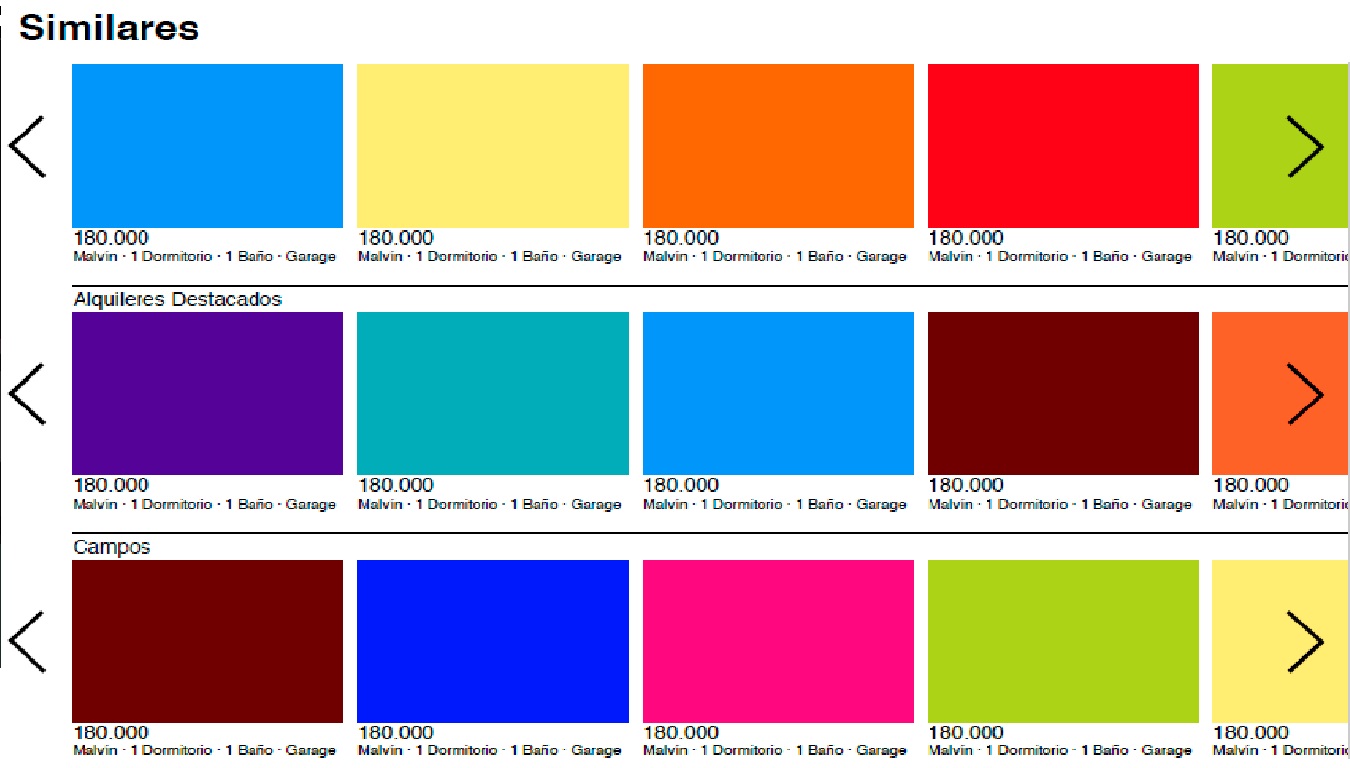 Similares
180.000 180.000 180.000 180.000 180.000
Malvin · 1 Dormitorio · 1 Baño · Garage Malvin · 1 Dormitorio · 1 Baño · Garage Malvin · 1 Dormitorio · 1 Baño · Garage Malvin · 1 Dormitorio · 1 Baño · Garage Malvin · 1 Dormitorio
Alquileres Destacados
180.000 180.000 180.000 180.000 180.000
Malvin · 1 Dormitorio · 1 Baño · Garage Malvin · 1 Dormitorio · 1 Baño · Garage Malvin · 1 Dormitorio · 1 Baño · Garage Malvin · 1 Dormitorio · 1 Baño · Garage Malvin · 1 Dormitorio
Campos
180.000 180.000 180.000 180.000 180.000
Malvin · 1 Dormitorio · 1 Baño · Garage Malvin · 1 Dormitorio · 1 Baño · Garage Malvin · 1 Dormitorio · 1 Baño · Garage Malvin · 1 Dormitorio · 1 Baño · Garage Malvin · 1 Dormitorio